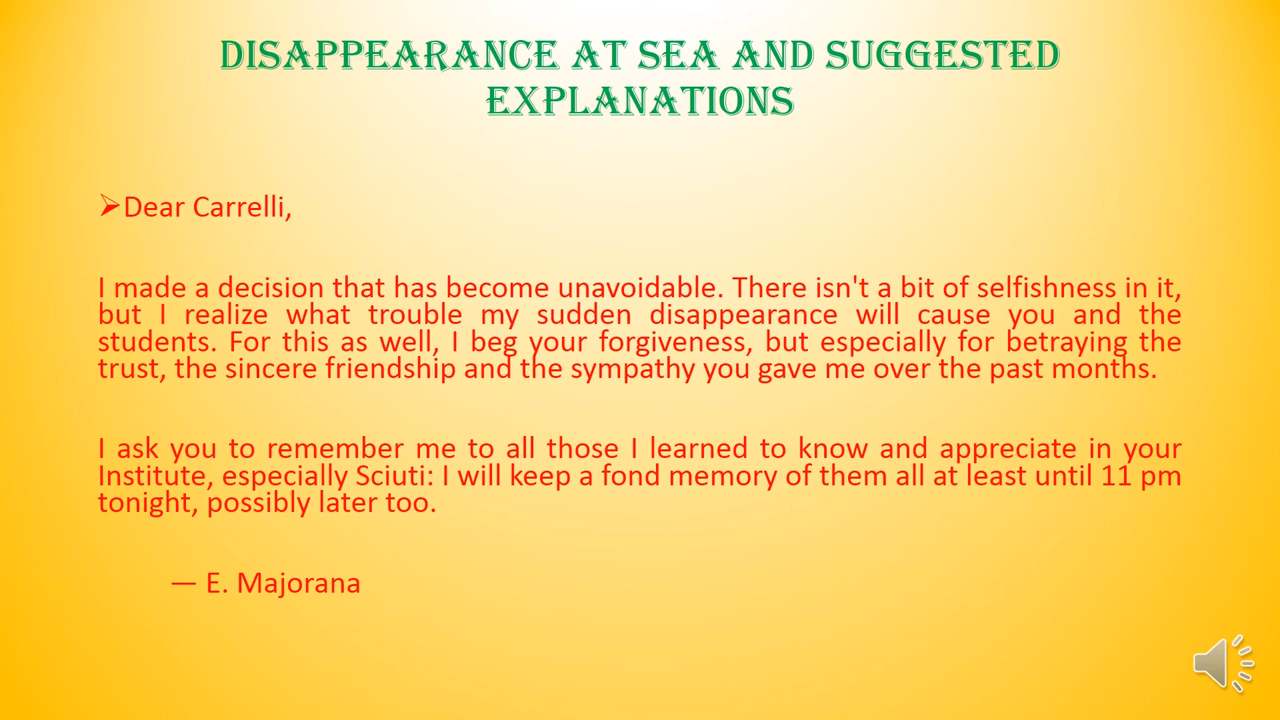 DISAPPEARANCE AT SEA AND SUGGESTED
EXPLANATIONS
➢Dear Carrelli,
I made a decision that has become unavoidable. There isn't a bit of selfishness in it,
but I realize what trouble my sudden disappearance will cause you and the
students. For this as well, I beg your forgiveness, but especially for betraying the
trust, the sincere friendship and the sympathy you gave me over the past months.
I ask you to remember me to all those I learned to know and appreciate in your
Institute, especially Sciuti: I will keep a fond memory of them all at least until 11 pm
tonight, possibly later too.
— E. Majorana